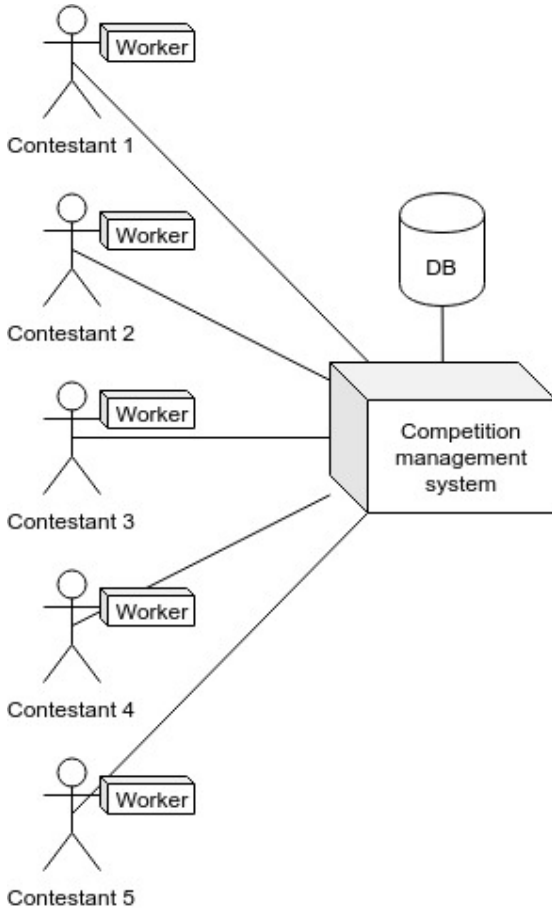 Worker
Contestant 1
Worker
Contestant 2
DB
Worker
Contestant 3
Competition
management
system
Worker
Contestant 4
Worker
Contestant 5